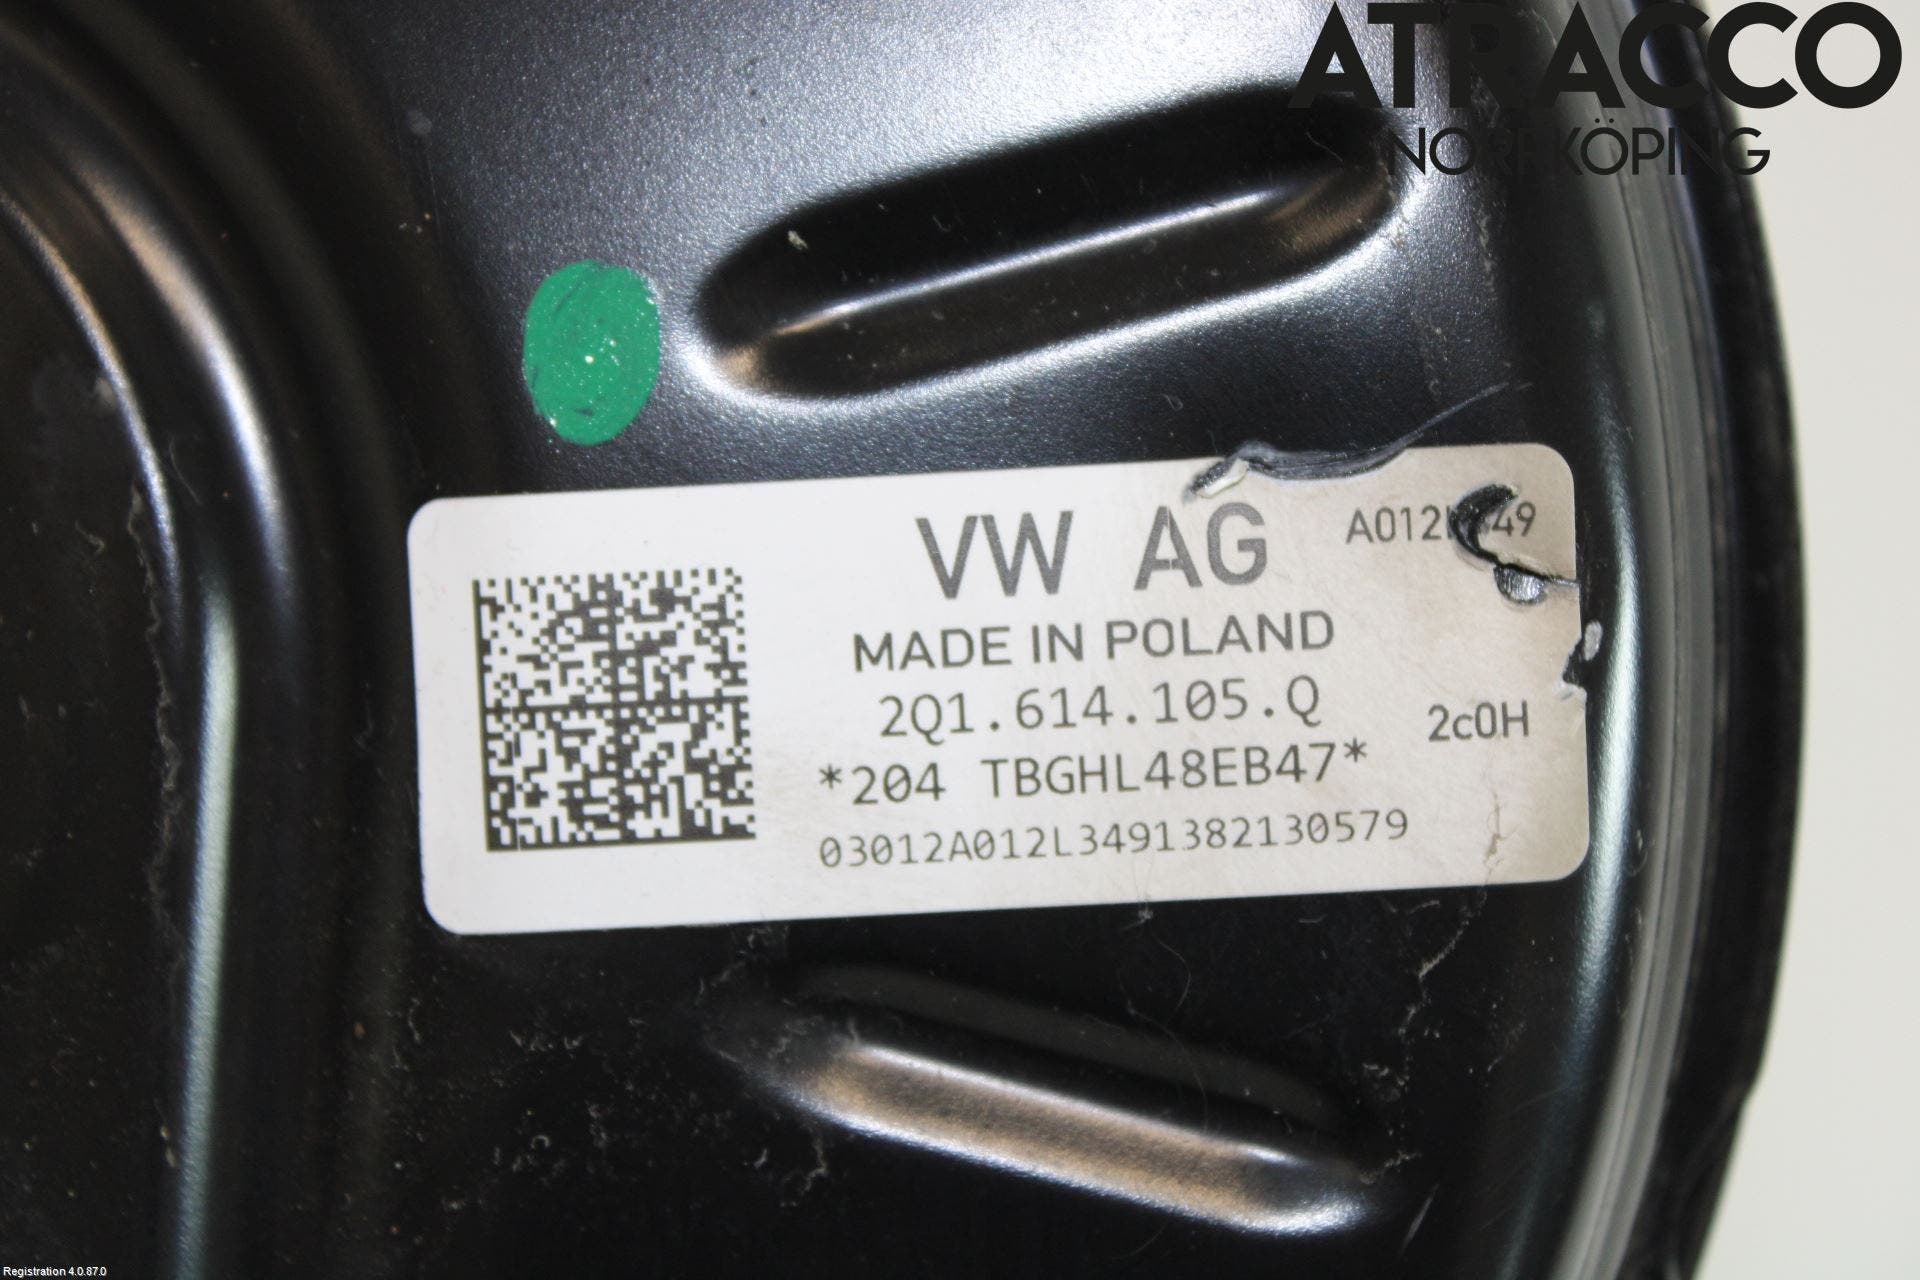 ATRACCO
NORRKÖPING
VW AG
MADE IN POLAND
2Q1.614.105.Q
2c0H
*204 TBGHL48EB47*
03012A012L3491382130579
Registration 4.0.87.0